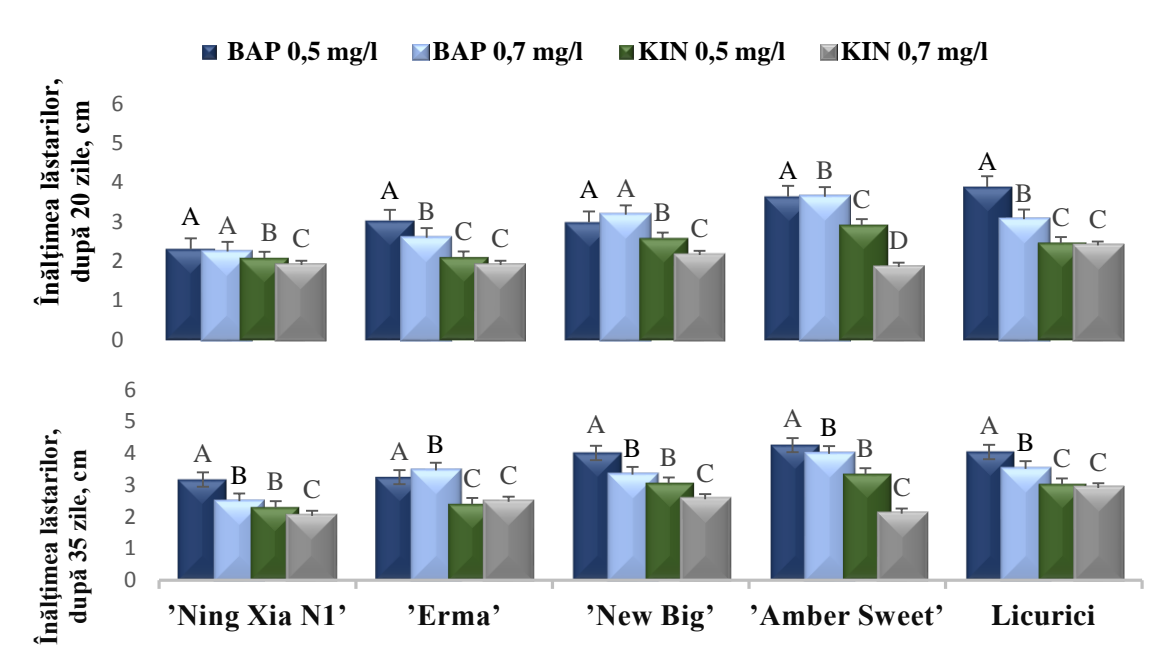 BAP 0,5 mg/l BAP 0,7 mg/l KIN 0,5 mg/l KIN 0,7 mg/l
Înălţimea lăstarilor,
după 20 zile, cm
6
5
4
3
2
1
0
A A B C
A B C C
A A B C
A B C D
A B C C
Înălţimea lăstarilor,
după 35 zile, cm
6
5
4
3
2
1
0
A B B C
A B C C
A B B C
A B B C
A B C C
’Ning Xia N1’ ’Erma’ ’New Big’ ’Amber Sweet’ Licurici